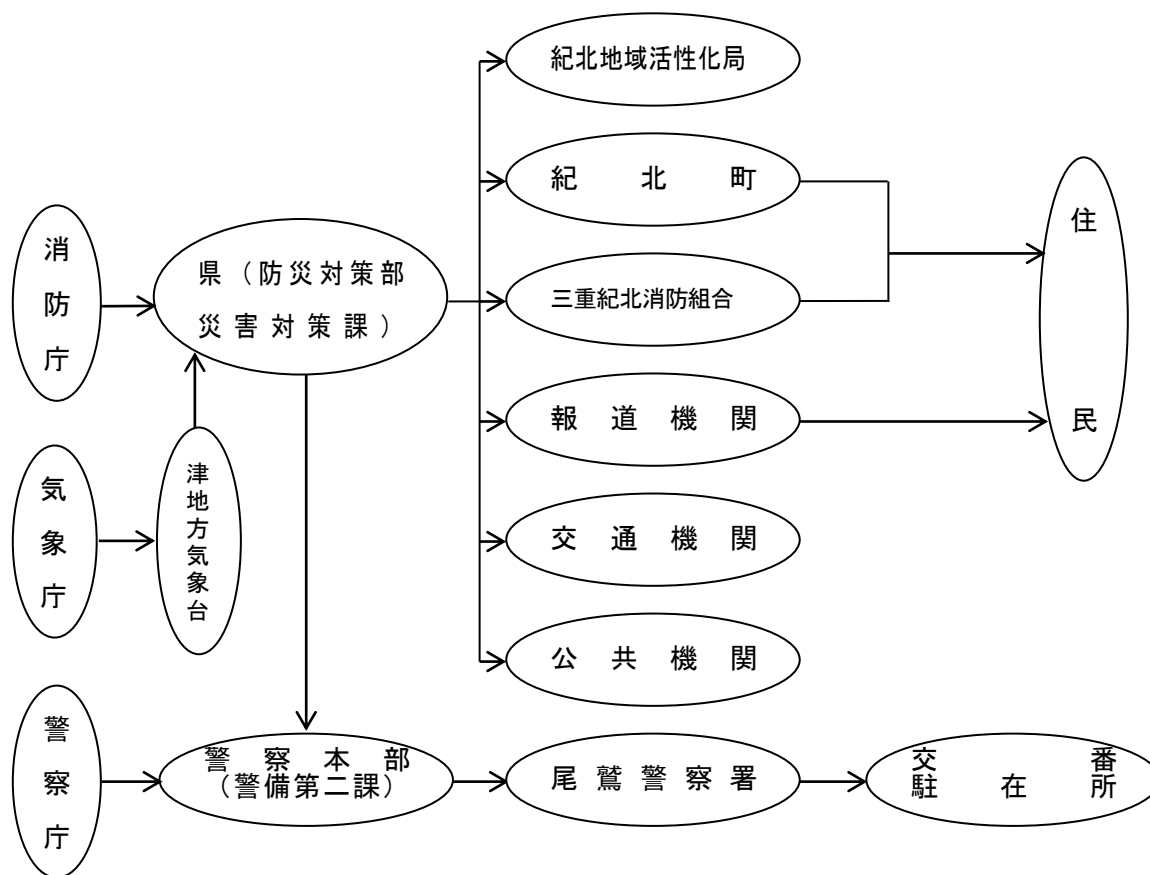 消防庁
気象庁
警察庁
県（防災対策部
災害対策課）
津地方気象台
警察本部
（警備第二課）
紀北地域活性化局
紀北町
三重紀北消防組合
報道機関
交通機関
公共機関
尾鷲警察署
住民
交番
駐在所